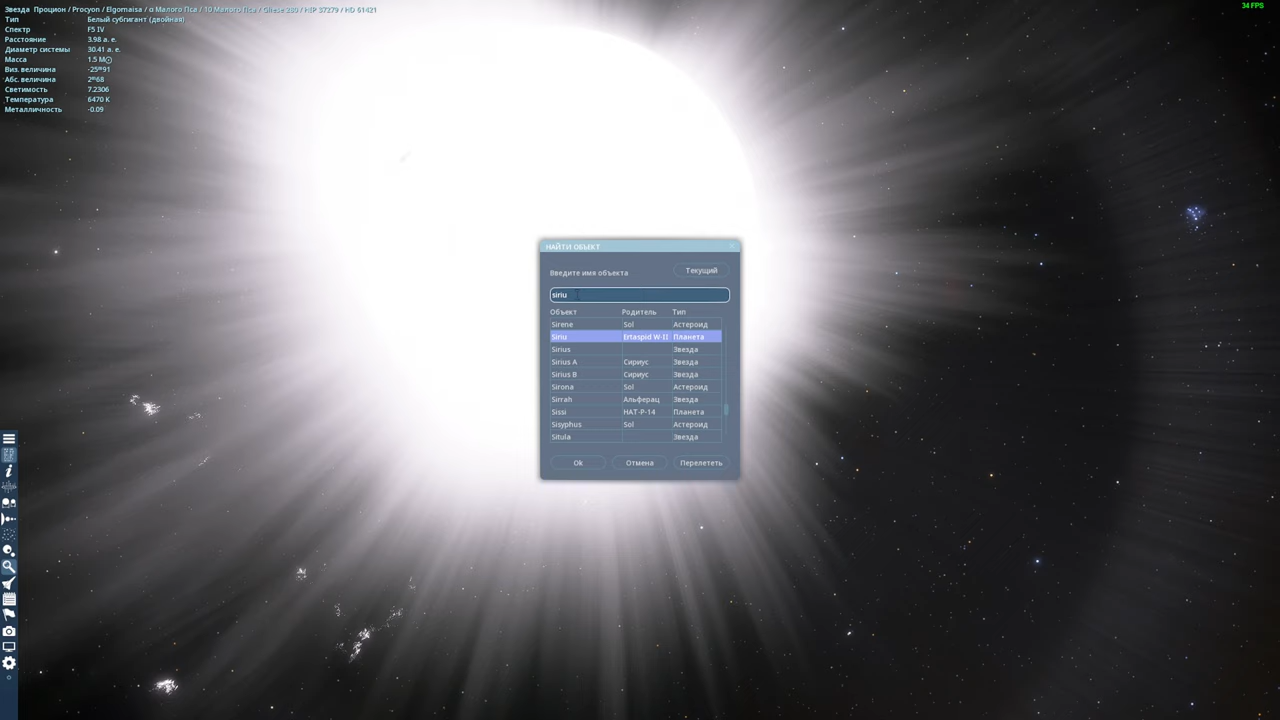 Звезда Процион / Procyon / Elgomaisa / α Малого Пса / 10 Малого Пса / Gliese 280 / HIP 37279 / HD 61421
34 FPS
Тип Белый субгигант (двойная)
Спектр F5 IV
Расстояние 3.98 а. е.
Диаметр системы 30.41 а. е.
Масса 1.5 M☉
Виз. величина -25ᵐ91
Абс. величина 2ᵐ68
Светимость 7.2306
Температура 6470 K
Металличность -0.09
НАЙТИ ОБЪЕКТ
Введите имя объекта
Текущий
siriu
Объект Родитель Тип
Sirene Sol Астероид
Siriu Ertaspid W-II Планета
Sirius Звезда
Sirius A Сириус Звезда
Sirius B Сириус Звезда
Sirona Sol Астероид
Sirrah Альферац Звезда
Sissi HAT-P-14 Планета
Sisyphus Sol Астероид
Situla Звезда
Ok Отмена Перелететь